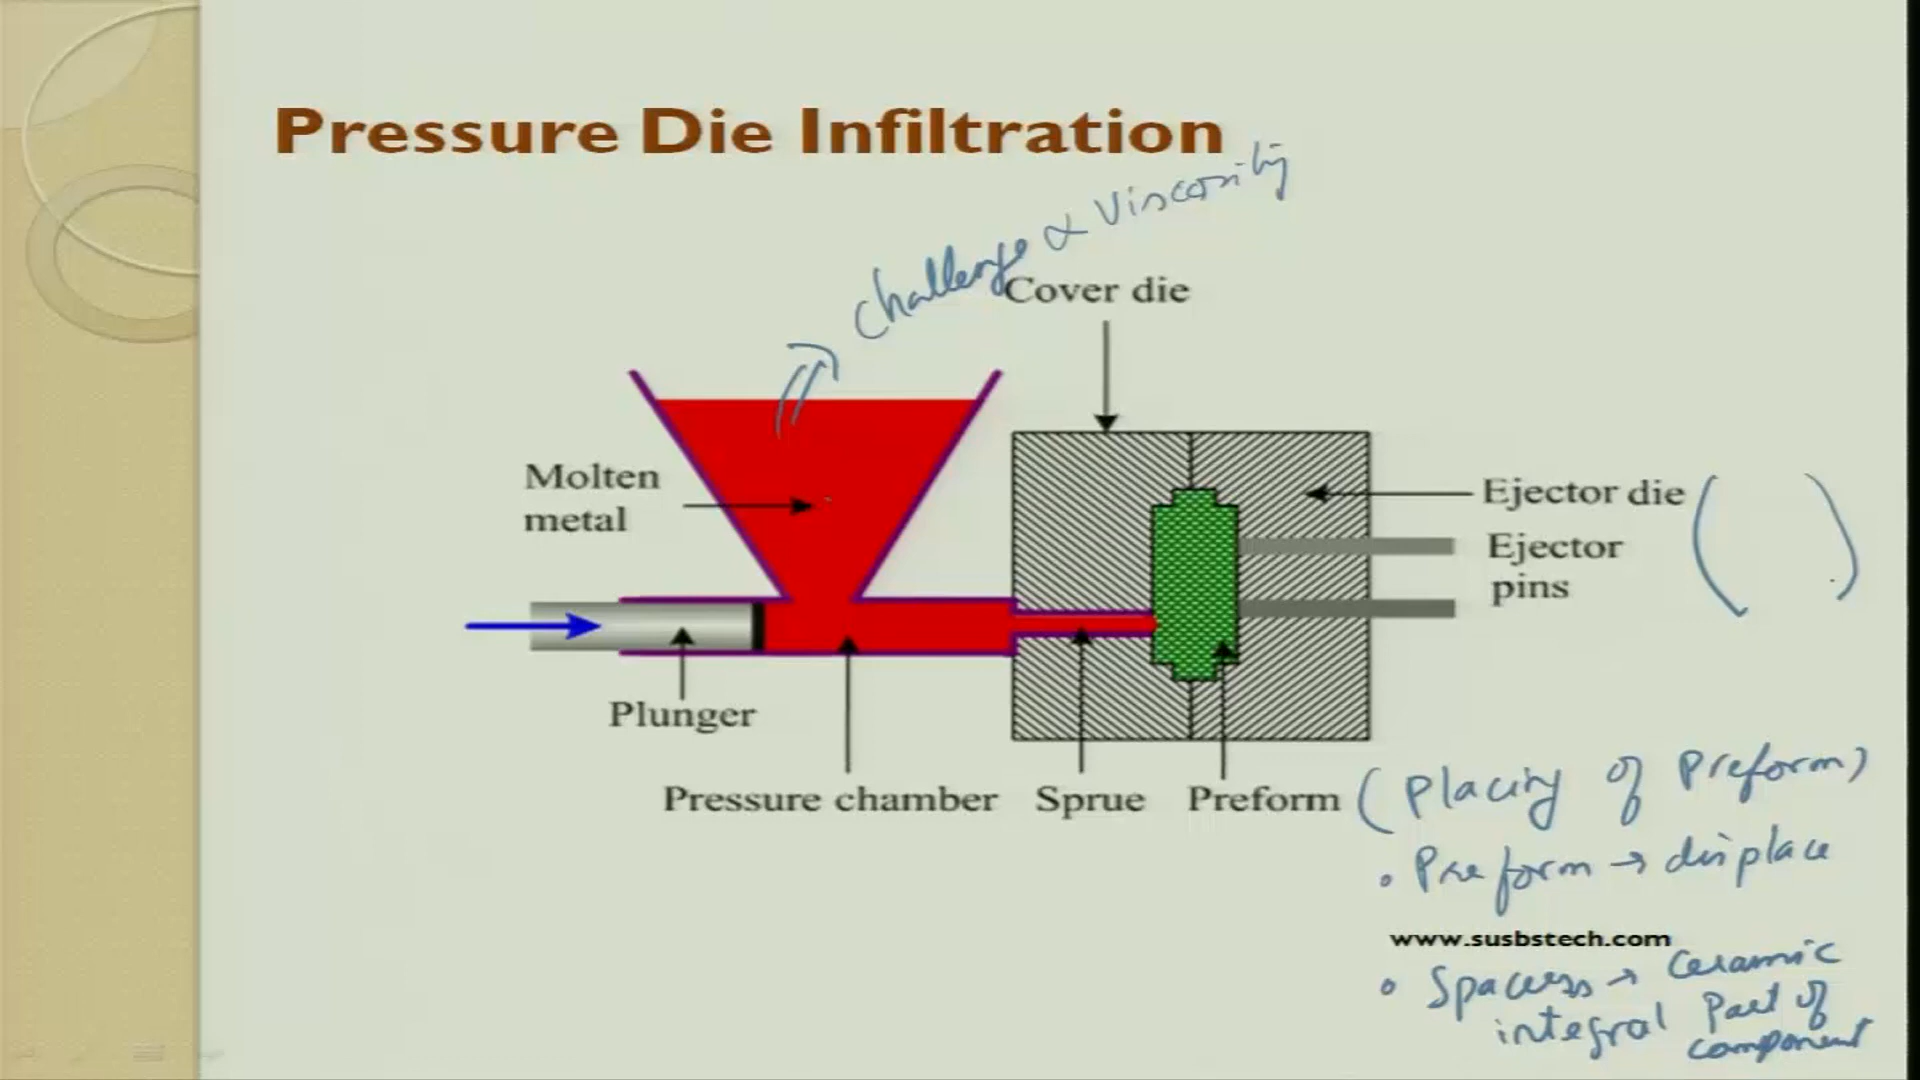 Pressure Die Infiltration
Challenge ∝ Viscosity
Cover die
Molten
metal
Ejector die
Ejector
pins
Plunger
Pressure chamber
Sprue
Preform
(Placing of Preform)
• Preform → displace
www.susbstech.com
• Spacers → Ceramic
integral Part of
component